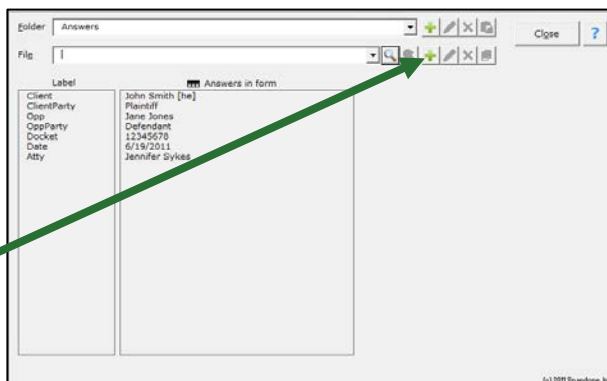 Folder Answers
Close ?
File
Label Answers in form
Client John Smith [he]
ClientParty Plaintiff
Opp Jane Jones
OppParty Defendant
Docket 12345678
Date 6/19/2011
Atty Jennifer Sykes